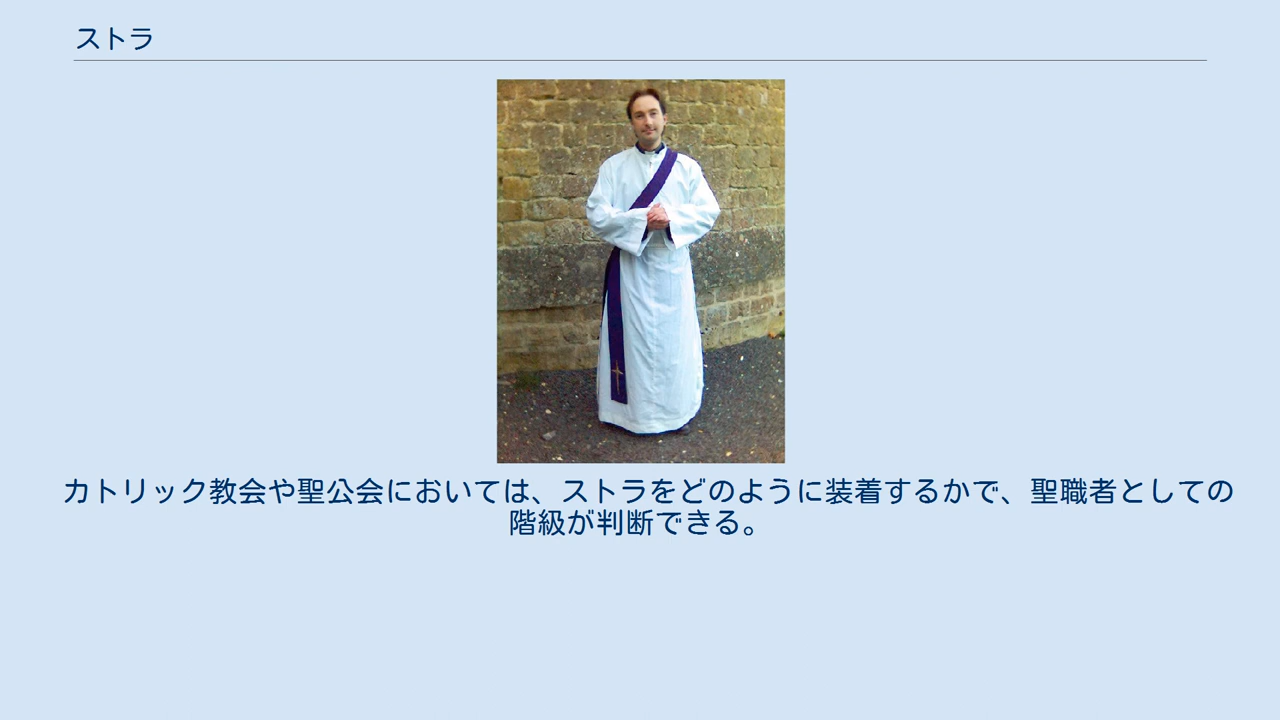 ストラ
カトリック教会や聖公会においては、ストラをどのように装着するかで、聖職者としての
階級が判断できる。